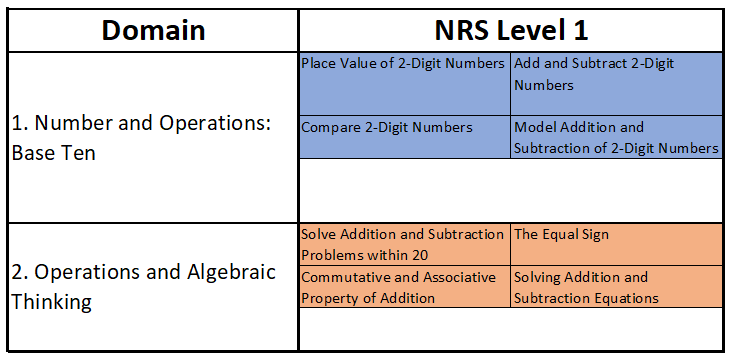 Domain
NRS Level 1
1. Number and Operations:
Base Ten
Place Value of 2-Digit Numbers
Add and Subtract 2-Digit
Numbers
Compare 2-Digit Numbers
Model Addition and
Subtraction of 2-Digit Numbers
2. Operations and Algebraic
Thinking
Solve Addition and Subtraction
Problems within 20
The Equal Sign
Commutative and Associative
Property of Addition
Solving Addition and
Subtraction Equations